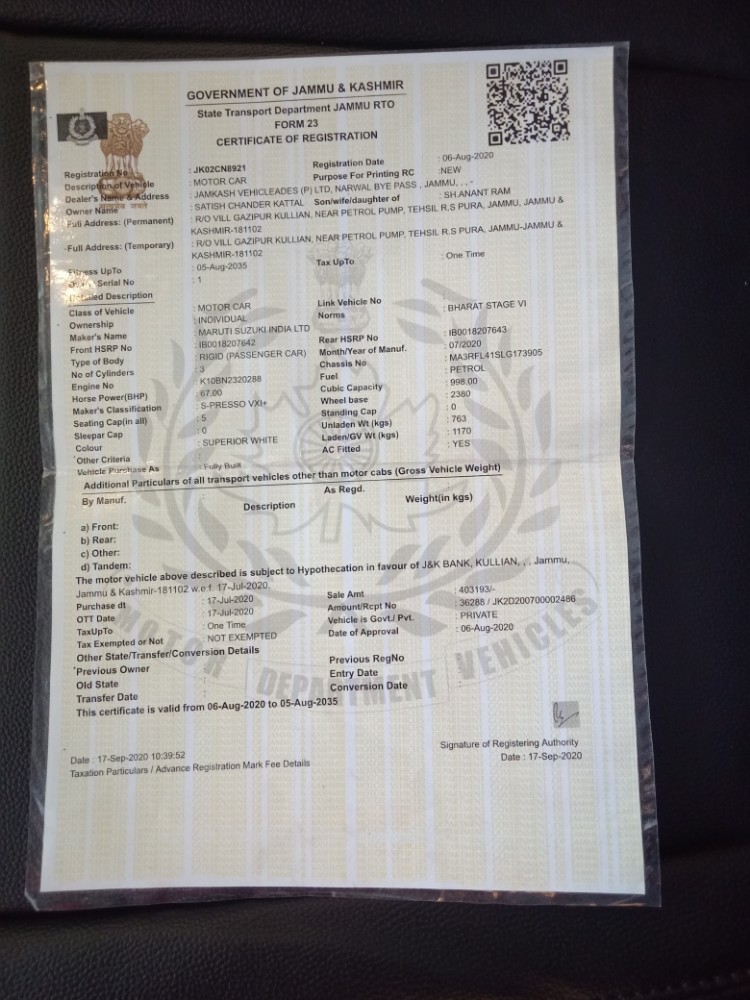 GOVERNMENT OF JAMMU & KASHMIR
State Transport Department JAMMU RTO
FORM 23
CERTIFICATE OF REGISTRATION
Registration No : JK02CN8921 Registration Date : 06-Aug-2020
Description of Vehicle : MOTOR CAR Purpose For Printing RC :NEW
Dealer's Name & Address : JAMKASH VEHICLEADES (P) LTD, NARWAL BYE PASS , JAMMU, , , -
Owner Name : SATISH CHANDER KATTAL Son/wife/daughter of : SH.ANANT RAM
Full Address: (Permanent) : R/O VILL GAZIPUR KULLIAN, NEAR PETROL PUMP, TEHSIL R.S PURA, JAMMU, JAMMU &
KASHMIR-181102
Full Address: (Temporary) : R/O VILL GAZIPUR KULLIAN, NEAR PETROL PUMP, TEHSIL R.S PURA, JAMMU-JAMMU &
KASHMIR-181102
Fitness UpTo : 05-Aug-2035 Tax UpTo : One Time
Serial No : 1
Detailed Description
Class of Vehicle : MOTOR CAR Link Vehicle No :
Ownership : INDIVIDUAL Norms : BHARAT STAGE VI
Maker's Name : MARUTI SUZUKI INDIA LTD
Front HSRP No : IB0018207642 Rear HSRP No : IB0018207643
Type of Body : RIGID (PASSENGER CAR) Month/Year of Manuf. : 07/2020
No of Cylinders : 3 Chassis No : MA3RFL41SLG173905
Engine No : K10BN2320288 Fuel : PETROL
Horse Power(BHP) : 67.00 Cubic Capacity : 998.00
Maker's Classification : S-PRESSO VXI+ Wheel base : 2380
Seating Cap(in all) : 5 Standing Cap : 0
Sleepar Cap : 0 Unladen Wt (kgs) : 763
Colour : SUPERIOR WHITE Laden/GV Wt (kgs) : 1170
Other Criteria : AC Fitted : YES
Vehicle Purchase As : Fully Built
Additional Particulars of all transport vehicles other than motor cabs (Gross Vehicle Weight)
By Manuf. : As Regd. :
Description Weight(in kgs)
a) Front:
b) Rear:
c) Other:
d) Tandem:
The motor vehicle above described is subject to Hypothecation in favour of J&K BANK, KULLIAN, , , Jammu,
Jammu & Kashmir-181102 w.e.f. 17-Jul-2020.
Purchase dt : 17-Jul-2020 Sale Amt : 403193/-
OTT Date : 17-Jul-2020 Amount/Rcpt No : 36288 / JK2D200700002486
TaxUpTo : One Time Vehicle is Govt./ Pvt. : PRIVATE
Tax Exempted or Not : NOT EXEMPTED Date of Approval : 06-Aug-2020
Other State/Transfer/Conversion Details
Previous Owner : Previous RegNo
Old State : Entry Date
Transfer Date : Conversion Date
This certificate is valid from 06-Aug-2020 to 05-Aug-2035
Signature of Registering Authority
Date : 17-Sep-2020
Date : 17-Sep-2020 10:39:52
Taxation Particulars / Advance Registration Mark Fee Details
MOTOR DEPARTMENT VEHICLES